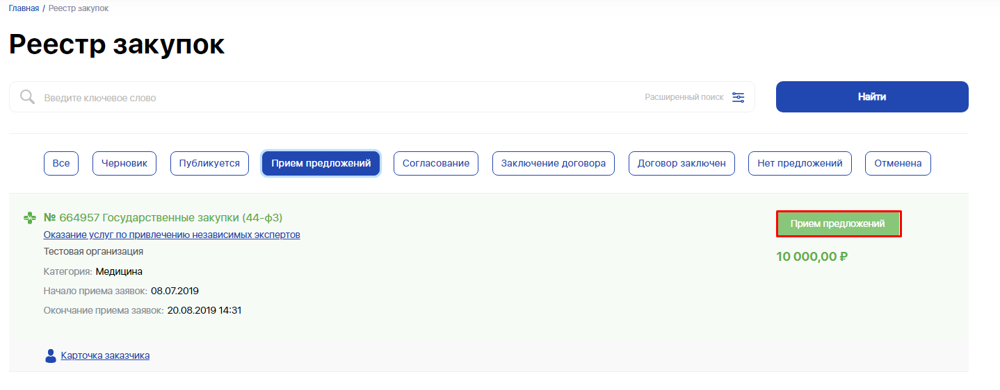 Главная / Реестр закупок
Реестр закупок
Введите ключевое слово Расширенный поиск Найти
Все Черновик Публикуется Прием предложений Согласование Заключение договора Договор заключен Нет предложений Отменена
№ 664957 Государственные закупки (44-ф3) Прием предложений
Оказание услуг по привлечению независимых экспертов
Тестовая организация 10 000,00 ₽
Категория: Медицина
Начало приема заявок: 08.07.2019
Окончание приема заявок: 20.08.2019 14:31
Карточка заказчика